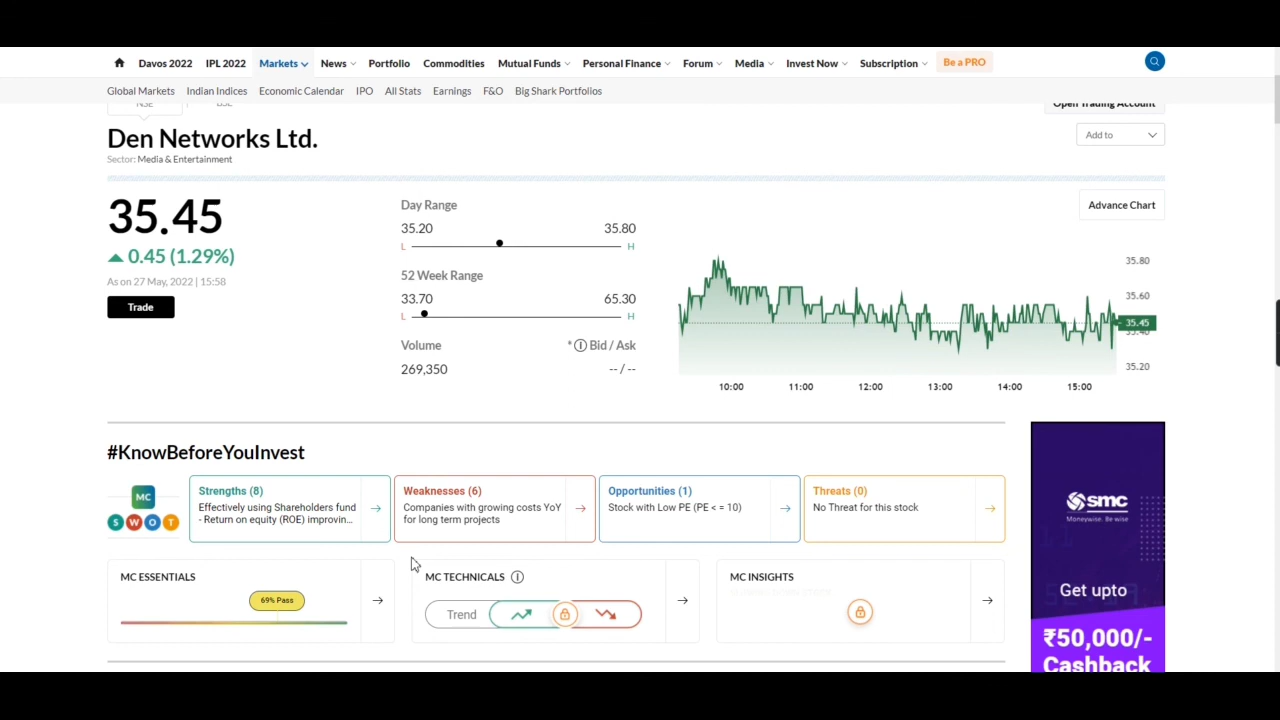 Davos 2022 IPL 2022 Markets News Portfolio Commodities Mutual Funds Personal Finance Forum Media Invest Now Subscription Be a PRO
Global Markets Indian Indices Economic Calendar IPO All Stats Earnings F&O Big Shark Portfolios
NSE BSE
Open Trading Account
Den Networks Ltd.
Add to
Sector: Media & Entertainment
35.45
0.45 (1.29%)
As on 27 May, 2022 | 15:58
Trade
Day Range
35.20 35.80
L H
52 Week Range
33.70 65.30
L H
Volume * i Bid / Ask
269,350 -- / --
Advance Chart
35.80
35.60
35.45
35.40
35.20
10:00 11:00 12:00 13:00 14:00 15:00
#KnowBeforeYouInvest
MC
S W O T
Strengths (8)
Effectively using Shareholders fund
- Return on equity (ROE) improvin...
Weaknesses (6)
Companies with growing costs YoY
for long term projects
Opportunities (1)
Stock with Low PE (PE < = 10)
Threats (0)
No Threat for this stock
MC ESSENTIALS
69% Pass
MC TECHNICALS i
Trend
MC INSIGHTS
smc
Moneywise. Be wise
Get upto
₹50,000/-
Cashback